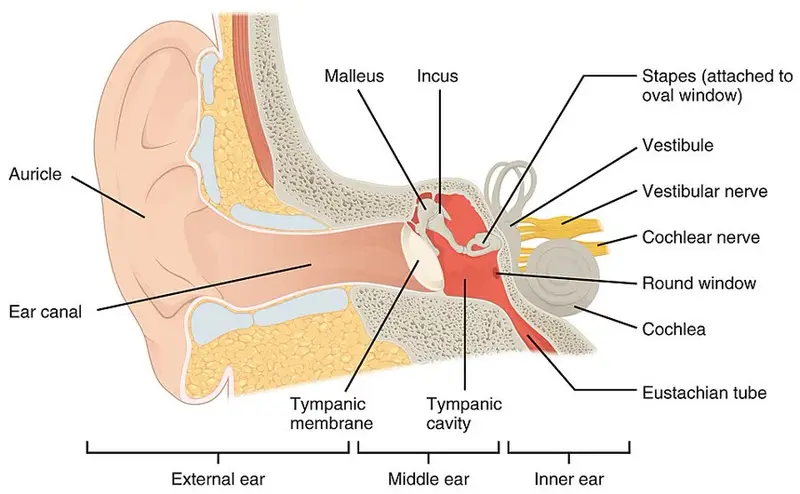 Malleus
Incus
Stapes (attached to
oval window)
Vestibule
Auricle
Vestibular nerve
Cochlear nerve
Round window
Ear canal
Cochlea
Eustachian tube
Tympanic
membrane
Tympanic
cavity
External ear
Middle ear
Inner ear